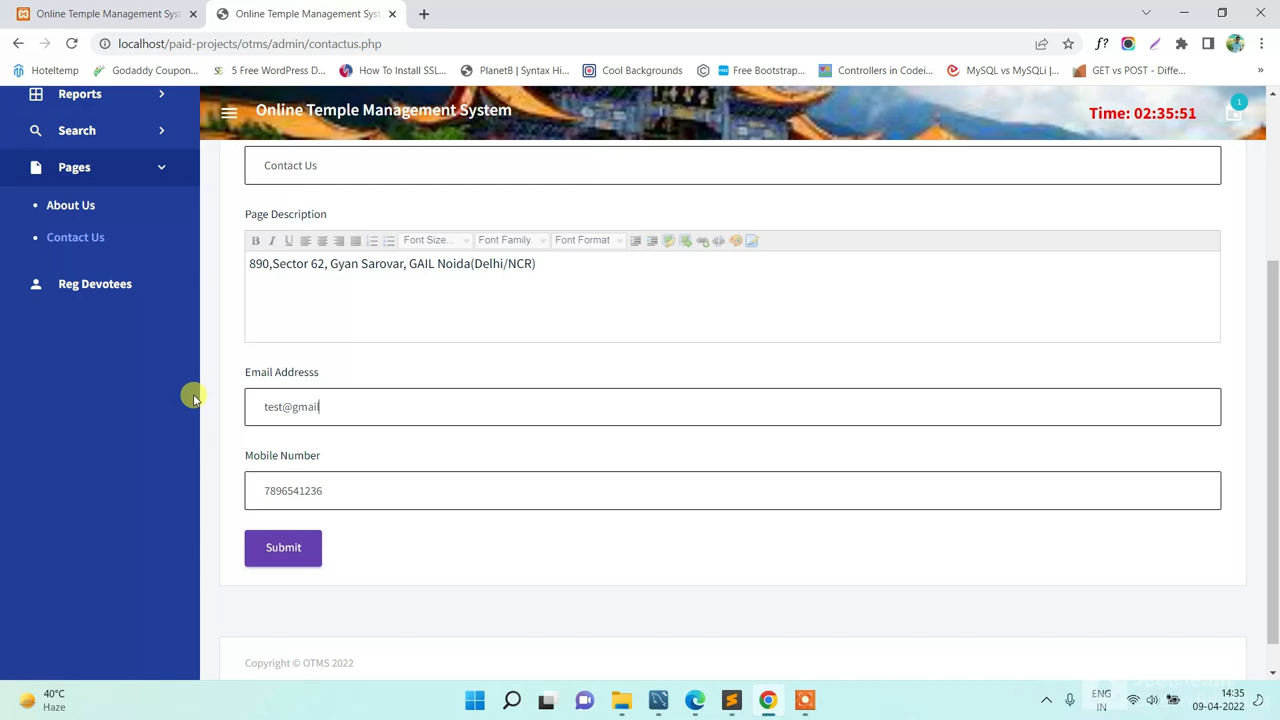 Online Temple Management Syst
Online Temple Management Syst
localhost/paid-projects/otms/admin/contactus.php
f?
Hoteltemp
Godaddy Coupon...
5 Free WordPress D...
How To Install SSL...
PlanetB | Syntax Hi...
Cool Backgrounds
Free Bootstrap...
Controllers in Codei...
MySQL vs MySQLi |...
GET vs POST - Diffe...
»
Reports
Search
Pages
About Us
Contact Us
Reg Devotees
Online Temple Management System
Time: 02:35:51
1
Contact Us
Page Description
B I U
Font Size...
Font Family.
Font Format
890,Sector 62, Gyan Sarovar, GAIL Noida(Delhi/NCR)
Email Addresss
test@gmail
Mobile Number
7896541236
Submit
Copyright © OTMS 2022
40°C
Haze
ENG
IN
14:35
09-04-2022